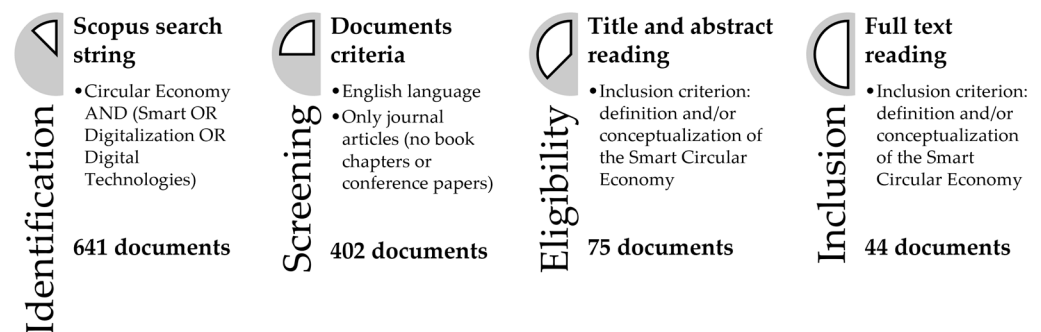 Identification
Scopus search
string
•Circular Economy
AND (Smart OR
Digitalization OR
Digital
Technologies)
641 documents
Screening
Documents
criteria
•English language
•Only journal
articles (no book
chapters or
conference papers)
402 documents
Eligibility
Title and abstract
reading
•Inclusion criterion:
definition and/or
conceptualization of
the Smart Circular
Economy
75 documents
Inclusion
Full text
reading
•Inclusion criterion:
definition and/or
conceptualization
of the Smart
Circular Economy
44 documents